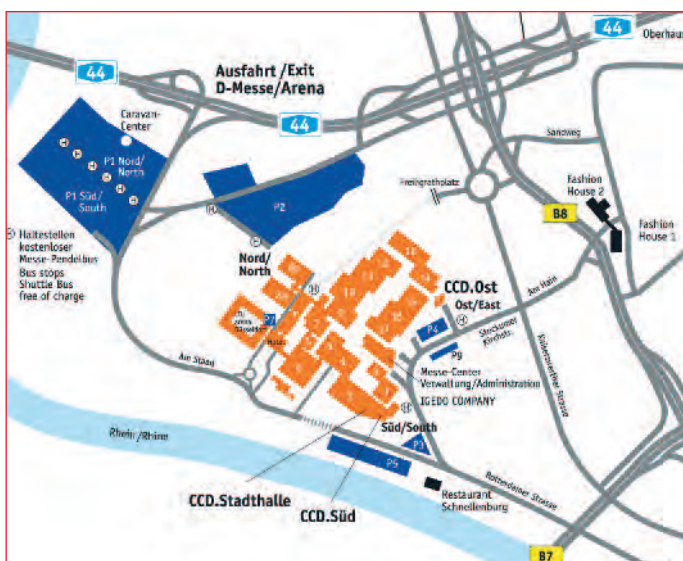 44
44
44
Oberhaus
Ausfahrt/Exit
D-Messe/Arena
Caravan-
Center
P1 Nord/
North
P1 Süd/
South
H Haltestellen
kostenloser
Messe-Pendelbus
Bus stops
Shuttle Bus
free of charge
P2
Nord/
North
Freiligrathplatz
Sandweg
Fashion
House 2
B8
Fashion
House 1
CCD.Ost
Ost/East
Am Hain
Stockumer
Kirchstr.
P4
P9
P7
Kaiserswerther Strasse
Messe-Center
Verwaltung/Administration
IGEDO COMPANY
Am Staad
Rhein/Rhine
Süd/South
P3
P5
CCD.Stadthalle
CCD.Süd
Restaurant
Schnellenburg
Rotterdamer Strasse
B7